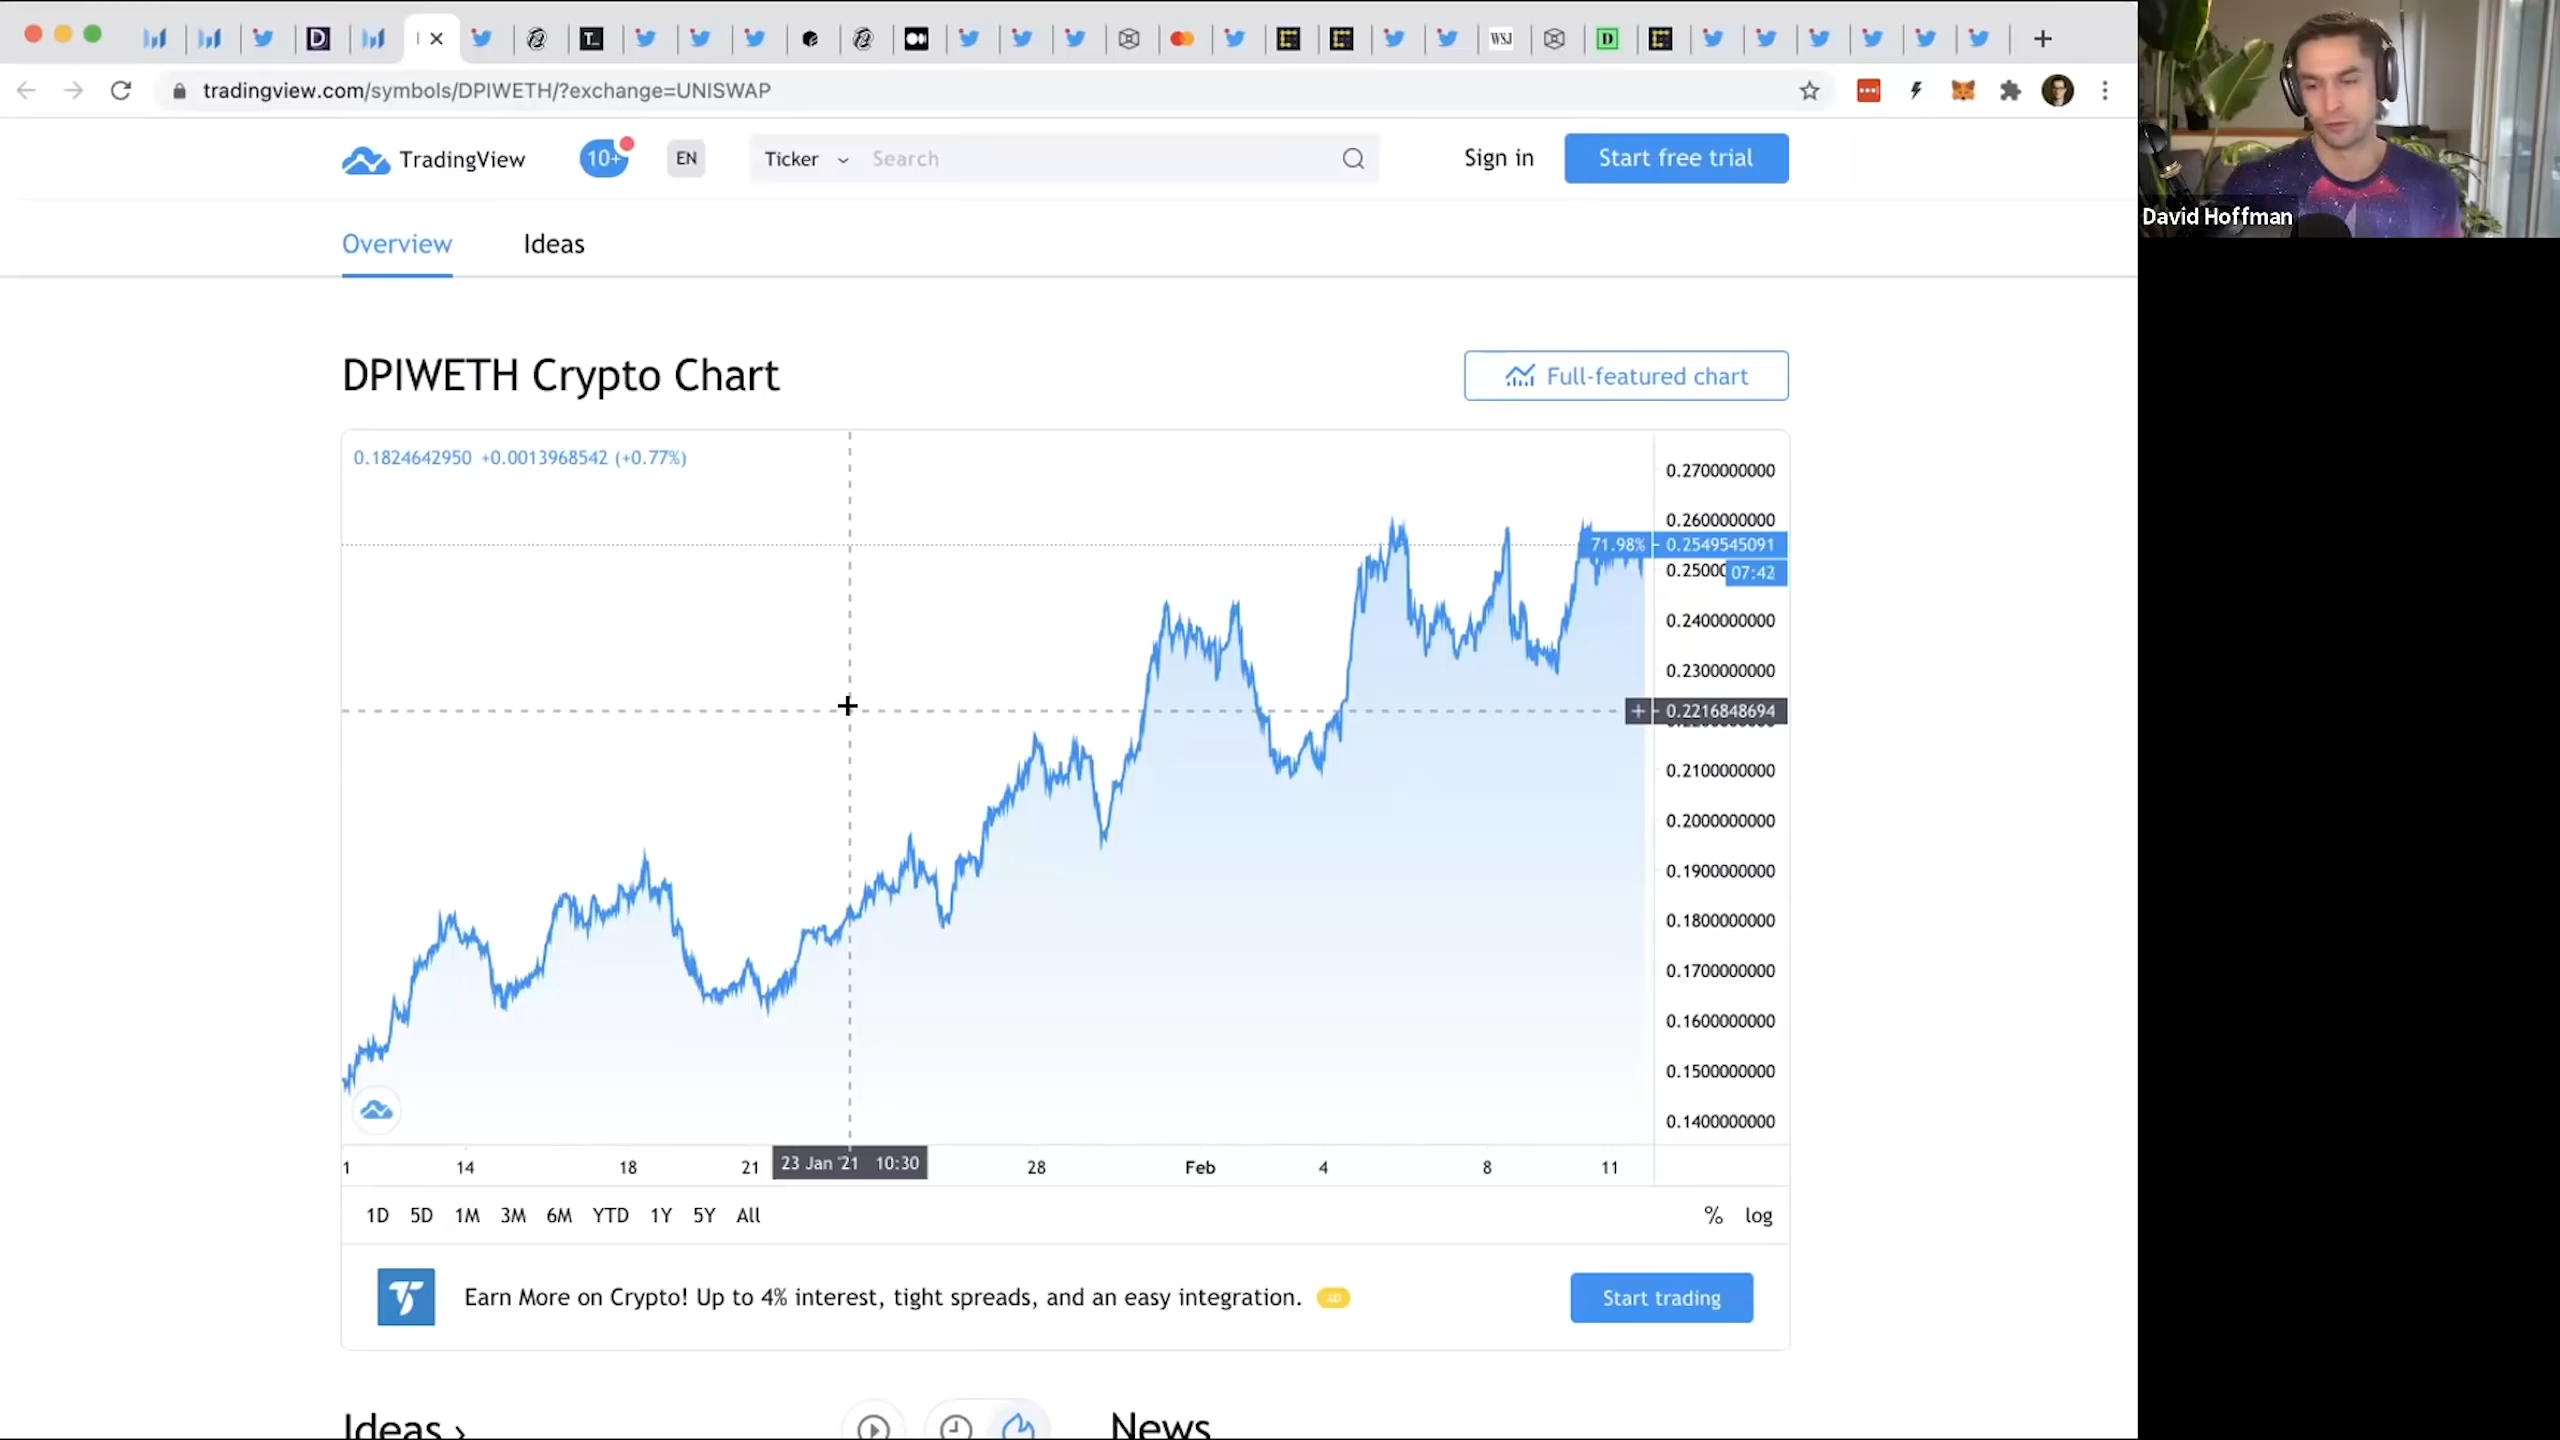 tradingview.com/symbols/DPIWETH/?exchange=UNISWAP
TradingView
10+
EN
Ticker
Search
Sign in
Start free trial
David Hoffman
Overview
Ideas
DPIWETH Crypto Chart
Full-featured chart
0.1824642950 +0.0013968542 (+0.77%)
0.2700000000
0.2600000000
71.98%
0.2549545091
0.25000
07:42
0.2400000000
0.2300000000
0.2216848694
0.2100000000
0.2000000000
0.1900000000
0.1800000000
0.1700000000
0.1600000000
0.1500000000
0.1400000000
1 14 18 21 23 Jan '21 10:30 28 Feb 4 8 11
1D 5D 1M 3M 6M YTD 1Y 5Y All
% log
Earn More on Crypto! Up to 4% interest, tight spreads, and an easy integration.
AD
Start trading
Ideas ›
News
WSJ